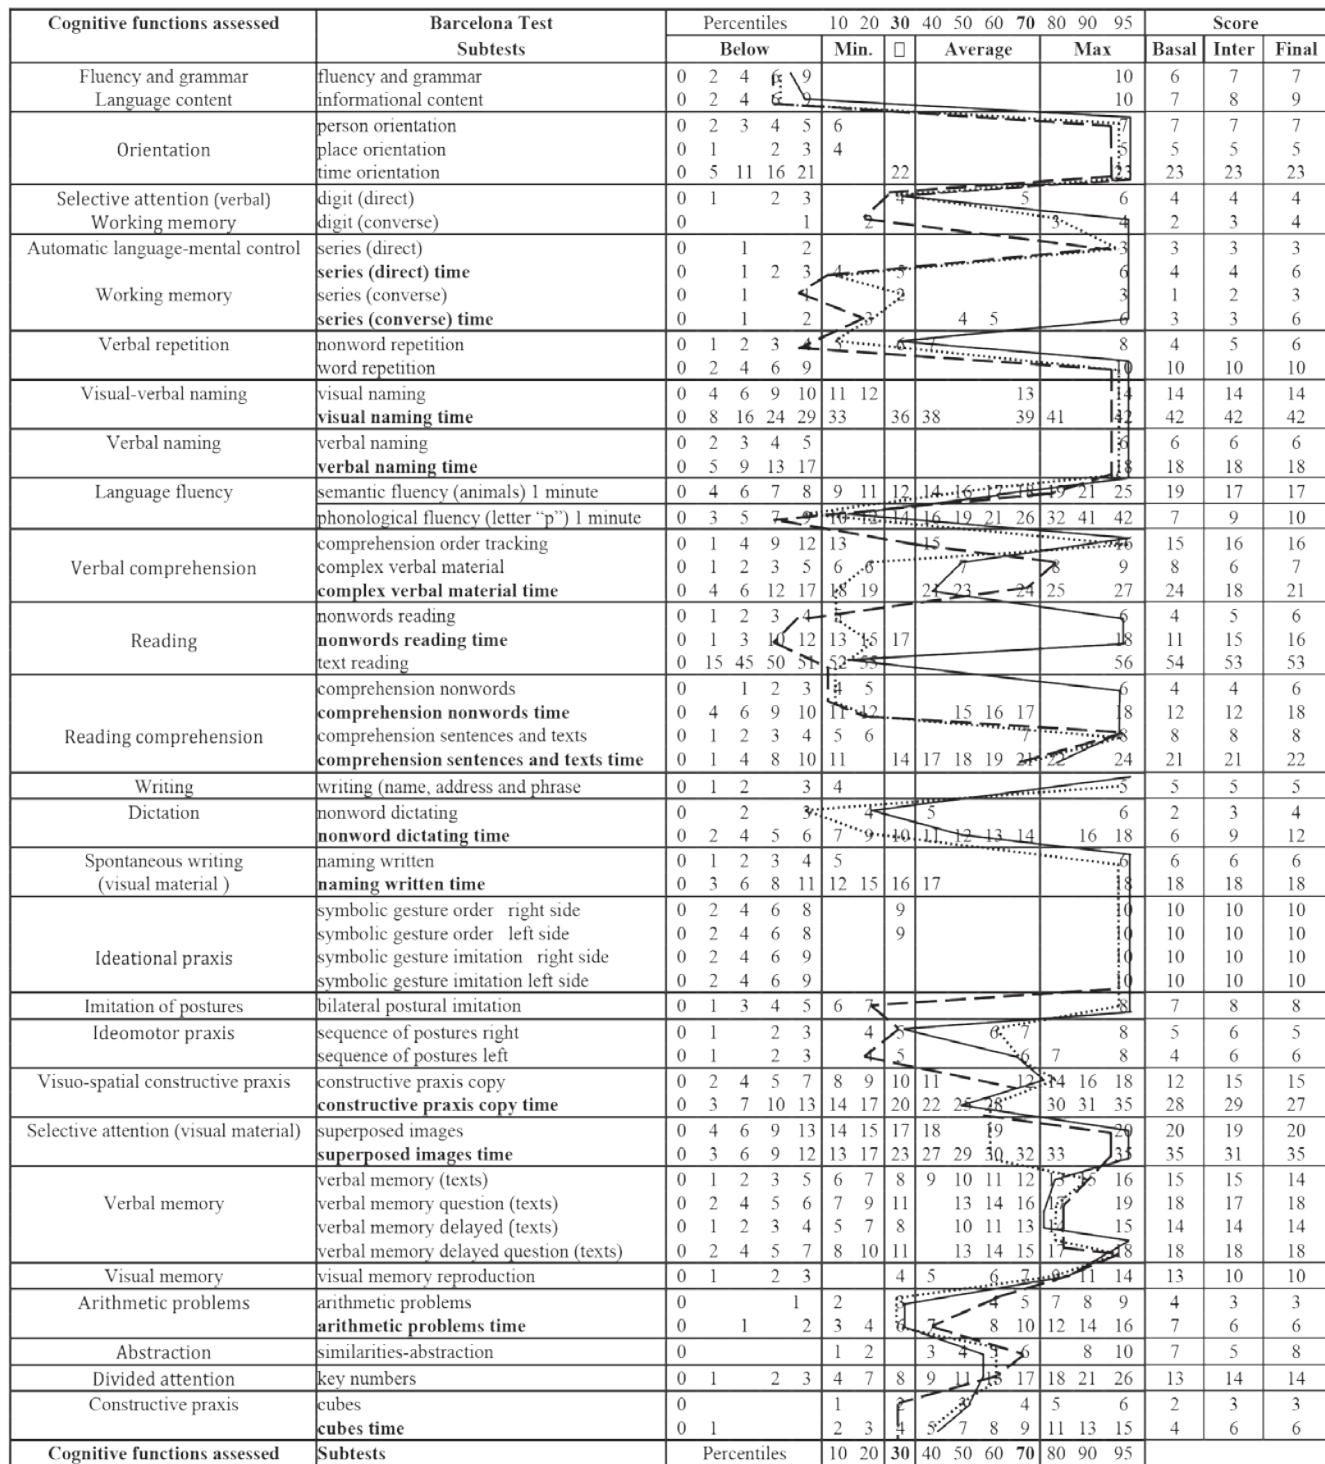 Cognitive functions assessed Barcelona Test Percentiles 10 20 30 40 50 60 70 80 90 95 Score
Subtests Below Min. □ Average Max Basal Inter Final
Fluency and grammar fluency and grammar 0 2 4 6 9 10 6 7 7
Language content informational content 0 2 4 6 9 10 7 8 9
person orientation 0 2 3 4 5 6 7 7 7 7
Orientation place orientation 0 1 2 3 4 5 5 5 5
time orientation 0 5 11 16 21 22 23 23 23 23
Selective attention (verbal) digit (direct) 0 1 2 3 4 5 6 4 4 4
Working memory digit (converse) 0 1 2 3 4 2 3 4
Automatic language-mental control series (direct) 0 1 2 3 3 3 3
series (direct) time 0 1 2 3 4 5 6 4 4 6
Working memory series (converse) 0 1 1 2 3 1 2 3
series (converse) time 0 1 2 3 4 5 6 3 3 6
Verbal repetition nonword repetition 0 1 2 3 4 5 6 7 8 4 5 6
word repetition 0 2 4 6 9 10 10 10 10
Visual-verbal naming visual naming 0 4 6 9 10 11 12 13 14 14 14 14
visual naming time 0 8 16 24 29 33 36 38 39 41 42 42 42 42
Verbal naming verbal naming 0 2 3 4 5 6 6 6 6
verbal naming time 0 5 9 13 17 18 18 18 18
Language fluency semantic fluency (animals) 1 minute 0 4 6 7 8 9 11 12 14 16 17 18 19 21 25 19 17 17
phonological fluency (letter “p”) 1 minute 0 3 5 7 9 10 12 14 16 19 21 26 32 41 42 7 9 10
comprehension order tracking 0 1 4 9 12 13 15 16 15 16 16
Verbal comprehension complex verbal material 0 1 2 3 5 6 6 7 8 9 8 6 7
complex verbal material time 0 4 6 12 17 18 19 21 23 24 25 27 24 18 21
nonwords reading 0 1 2 3 4 6 4 5 6
Reading nonwords reading time 0 1 3 10 12 13 15 17 18 11 15 16
text reading 0 15 45 50 51 52 53 56 54 53 53
comprehension nonwords 0 1 2 3 4 5 6 4 4 6
comprehension nonwords time 0 4 6 9 10 11 12 15 16 17 18 12 12 18
Reading comprehension comprehension sentences and texts 0 1 2 3 4 5 6 7 8 8 8 8
comprehension sentences and texts time 0 1 4 8 10 11 14 17 18 19 21 22 24 21 21 22
Writing writing (name, address and phrase 0 1 2 3 4 5 5 5 5
Dictation nonword dictating 0 2 3 4 5 6 2 3 4
nonword dictating time 0 2 4 5 6 7 9 10 11 12 13 14 16 18 6 9 12
Spontaneous writing naming written 0 1 2 3 4 5 6 6 6 6
(visual material ) naming written time 0 3 6 8 11 12 15 16 17 18 18 18 18
symbolic gesture order right side 0 2 4 6 8 9 10 10 10 10
symbolic gesture order left side 0 2 4 6 8 9 10 10 10 10
Ideational praxis symbolic gesture imitation right side 0 2 4 6 9 10 10 10 10
symbolic gesture imitation left side 0 2 4 6 9 10 10 10 10
Imitation of postures bilateral postural imitation 0 1 3 4 5 6 7 8 7 8 8
Ideomotor praxis sequence of postures right 0 1 2 3 4 5 6 7 8 5 6 5
sequence of postures left 0 1 2 3 4 5 6 7 8 4 6 6
Visuo-spatial constructive praxis constructive praxis copy 0 2 4 5 7 8 9 10 11 12 14 16 18 12 15 15
constructive praxis copy time 0 3 7 10 13 14 17 20 22 25 28 30 31 35 28 29 27
Selective attention (visual material) superposed images 0 4 6 9 13 14 15 17 18 19 20 20 19 20
superposed images time 0 3 6 9 12 13 17 23 27 29 30 32 33 35 35 31 35
verbal memory (texts) 0 1 2 3 5 6 7 8 9 10 11 12 13 15 16 15 15 14
Verbal memory verbal memory question (texts) 0 2 4 5 6 7 9 11 13 14 16 17 19 18 17 18
verbal memory delayed (texts) 0 1 2 3 4 5 7 8 10 11 13 14 15 14 14 14
verbal memory delayed question (texts) 0 2 4 5 7 8 10 11 13 14 15 17 18 18 18 18
Visual memory visual memory reproduction 0 1 2 3 4 5 6 7 9 11 14 13 10 10
Arithmetic problems arithmetic problems 0 1 2 3 4 5 7 8 9 4 3 3
arithmetic problems time 0 1 2 3 4 6 7 8 10 12 14 16 7 6 6
Abstraction similarities-abstraction 0 1 2 3 4 5 6 8 10 7 5 8
Divided attention key numbers 0 1 2 3 4 7 8 9 11 13 17 18 21 26 13 14 14
Constructive praxis cubes 0 1 2 3 4 5 6 2 3 3
cubes time 0 1 2 3 4 5 7 8 9 11 13 15 4 6 6
Cognitive functions assessed Subtests Percentiles 10 20 30 40 50 60 70 80 90 95